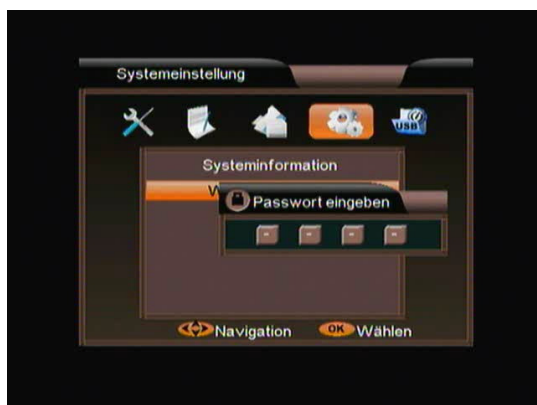 Systemeinstellung
USB
Systeminformation
Passwort eingeben
- - - -
Navigation OK Wählen